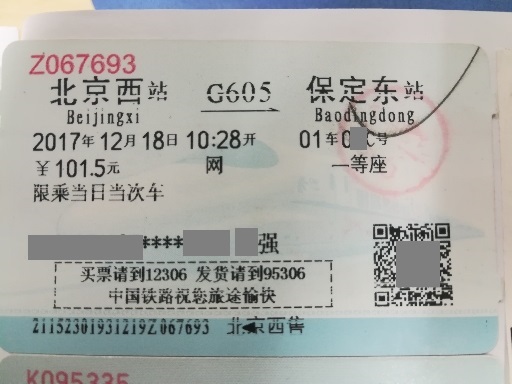 Z067693
北京西站 G605 保定东站
Beijingxi Baodingdong
2017年12月18日 10:28开 01车0 号
￥101.5元 网 一等座
限乘当日当次车
**** 强
买票请到12306 发货请到95306
中国铁路祝您旅途愉快
21152301931219Z067693 北京西售
K095335